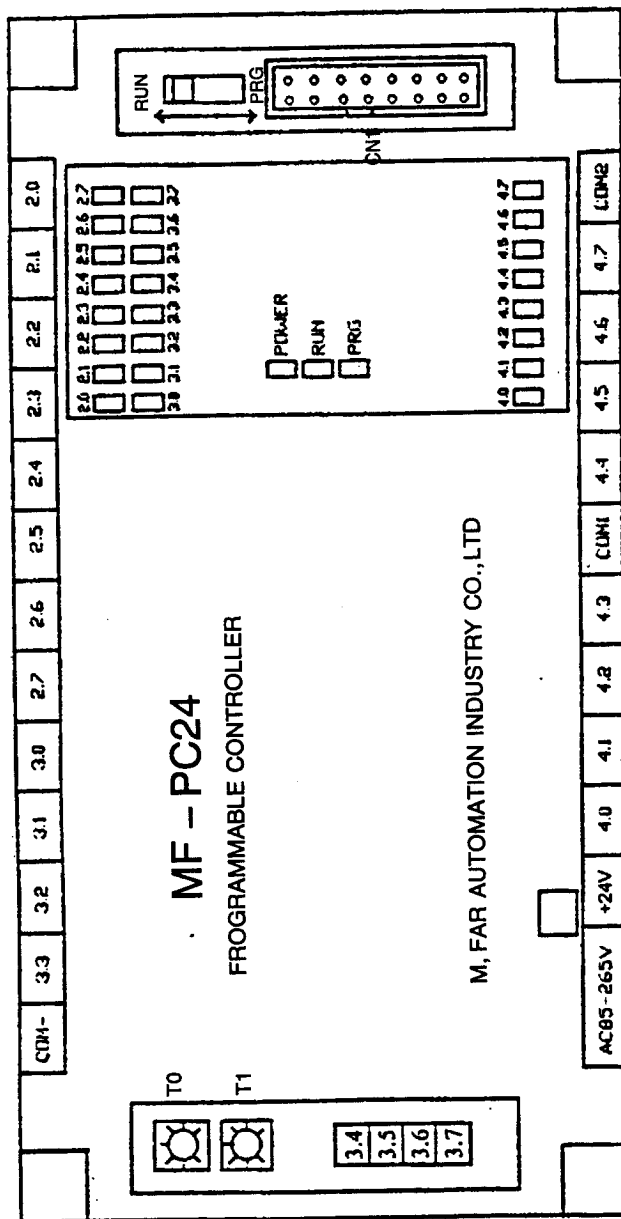 COM- 3.3 3.2 3.1 3.0 2.7 2.6 2.5 2.4 2.3 2.2 2.1 2.0
T0
T1
3.4
3.5
3.6
3.7
MF – PC24
FROGRAMMABLE CONTROLLER
M, FAR AUTOMATION INDUSTRY CO.,LTD
2.0 2.1 2.2 2.3 2.4 2.5 2.6 2.7
3.0 3.1 3.2 3.3 3.4 3.5 3.6 3.7
POWER
RUN
PRG
4.0 4.1 4.2 4.3 4.4 4.5 4.6 4.7
RUN
PRG
CN1
AC85-265V +24V 4.0 4.1 4.2 4.3 COM1 4.4 4.5 4.6 4.7 COM2